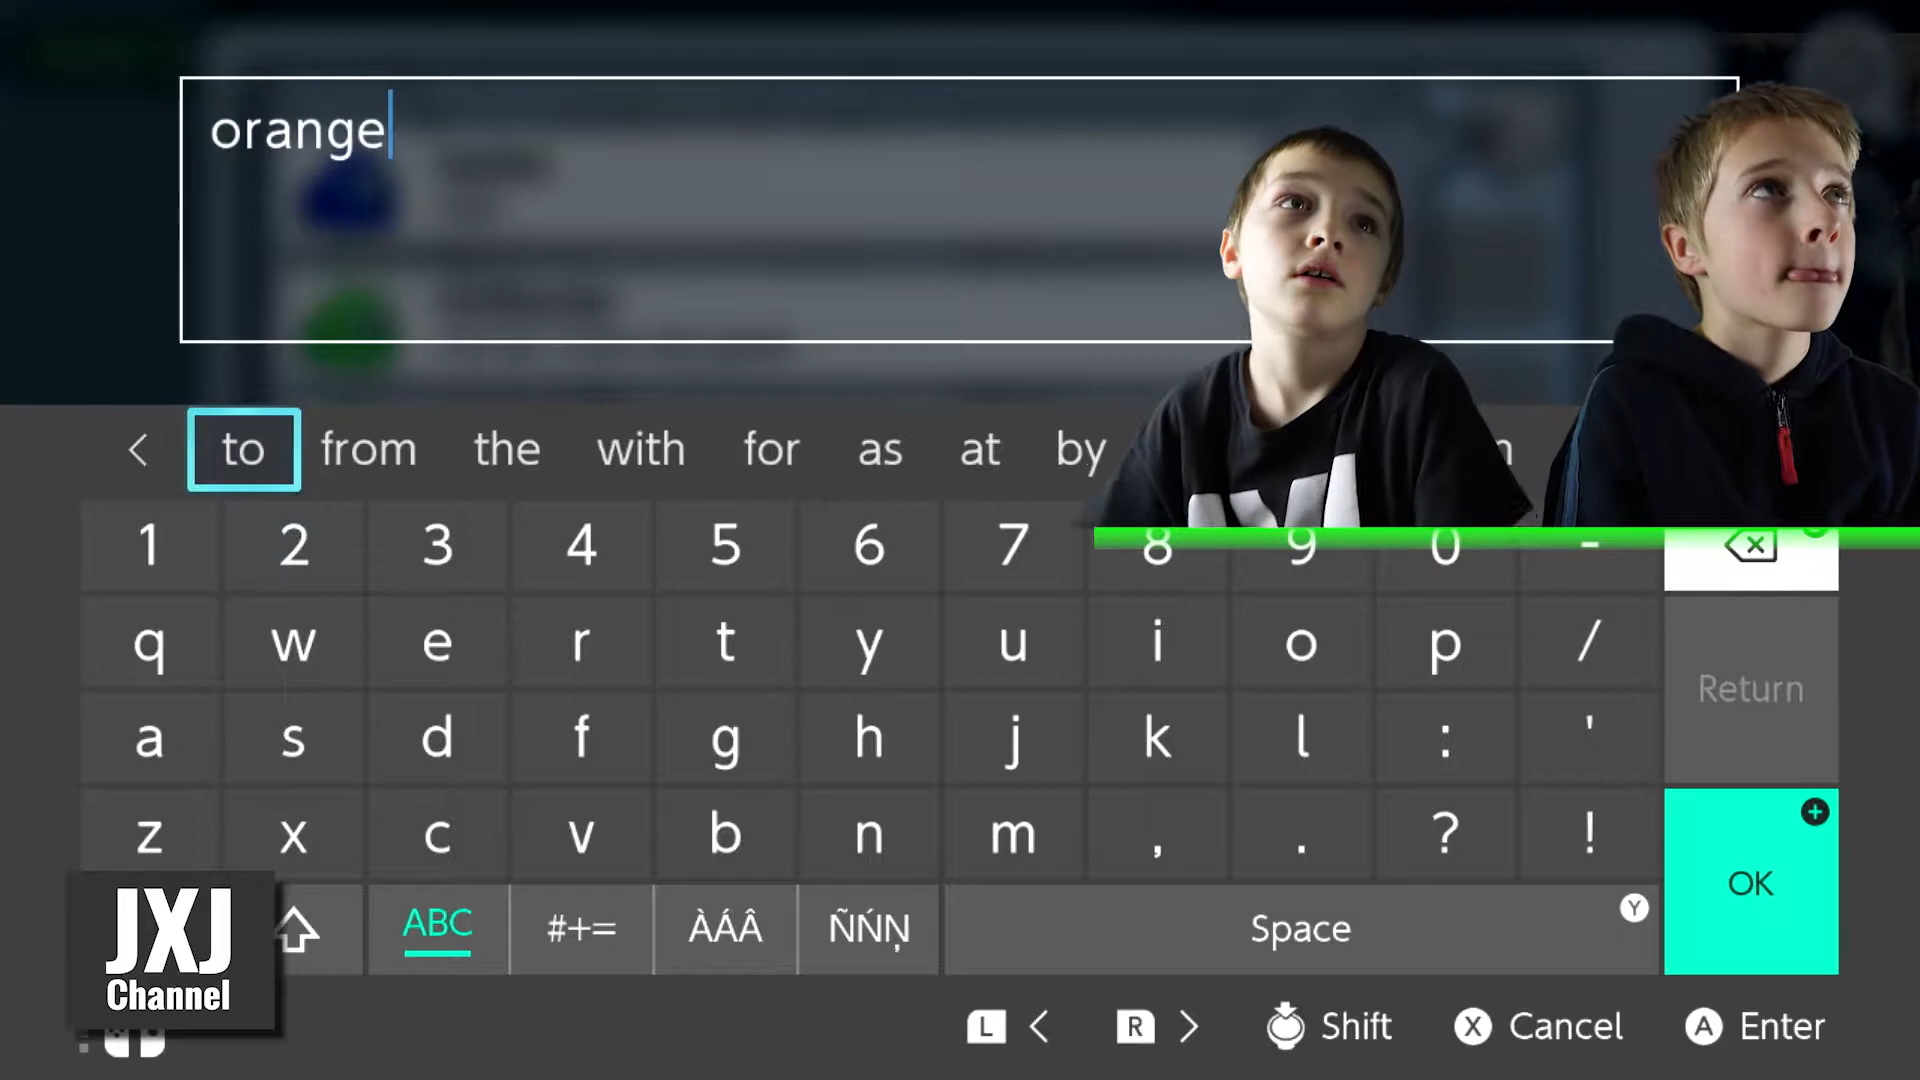 orange
to from the with for as at by
1 2 3 4 5 6 7 8 9 0 -
q w e r t y u i o p /
Return
a s d f g h j k l : '
z x c v b n m , . ? !
+
OK
ABC #+= ÀÁÂ ÑŃŅ Space Y
JXJ
Channel
L < R > Shift X Cancel A Enter